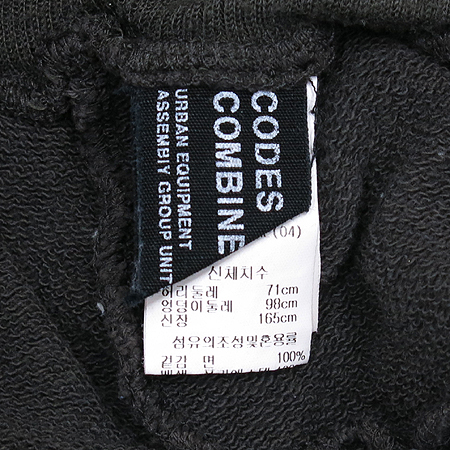 CODES
COMBINE
URBAN EQUIPMENT
ASSEMBLY GROUP UNIT
(04)
신체치수
허리둘레 71cm
엉덩이둘레 98cm
신장 165cm
섬유의조성및혼용률
겉감 면 100%